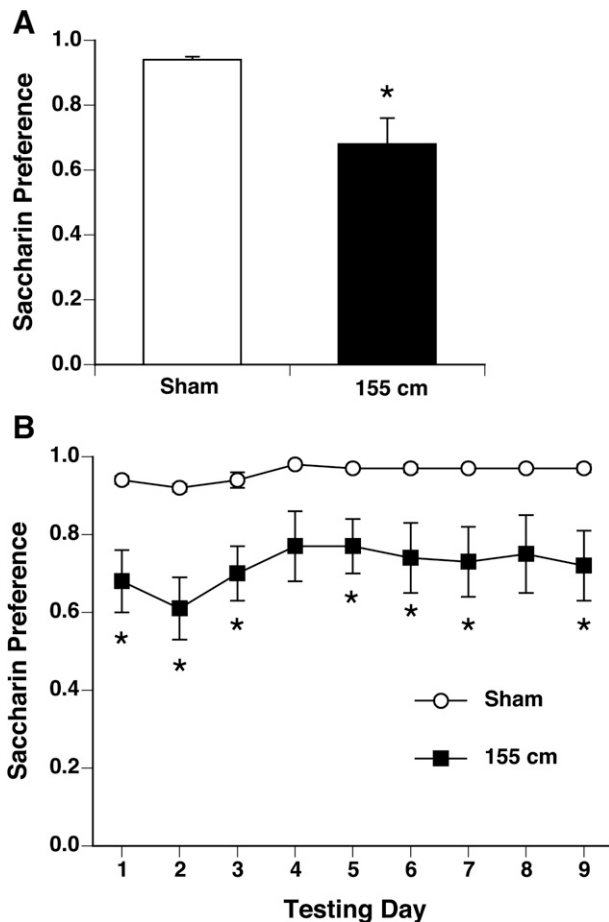 A
1.0
0.8
0.6
0.4
0.2
0.0
Saccharin Preference
*
Sham
155 cm
B
1.0
0.8
0.6
0.4
0.2
0.0
Saccharin Preference
* * * * * * *
Sham
155 cm
1 2 3 4 5 6 7 8 9
Testing Day